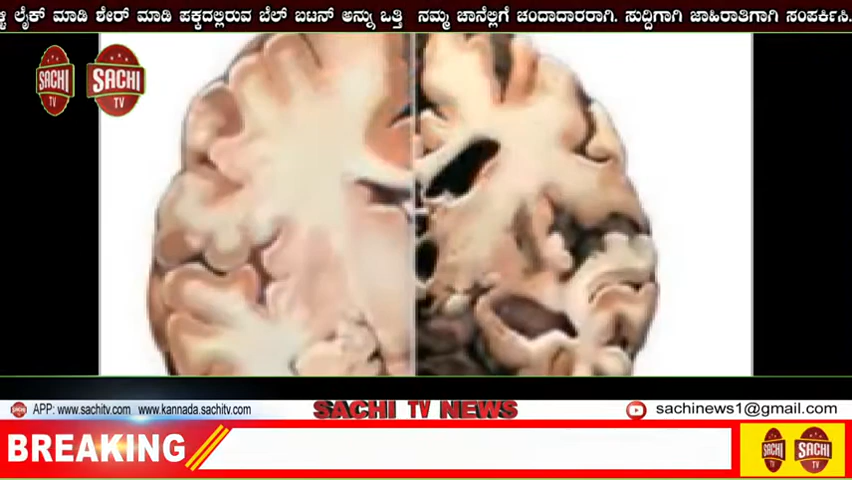 ಲೈಕ್ ಮಾಡಿ ಶೇರ್ ಮಾಡಿ ಪಕ್ಕದಲ್ಲಿರುವ ಬೆಲ್ ಬಟನ್ ಅನ್ನು ಒತ್ತಿ ನಮ್ಮ ಚಾನೆಲ್ಲಿಗೆ ಚಂದಾದಾರರಾಗಿ. ಸುದ್ದಿಗಾಗಿ ಜಾಹಿರಾತಿಗಾಗಿ ಸಂಪರ್ಕಿಸಿ.
SACHI TV
SACHI TV
APP: www.sachitv.com www.kannada.sachitv.com
SACHI TV NEWS
sachinews1@gmail.com
BREAKING
SACHI TV
SACHI TV